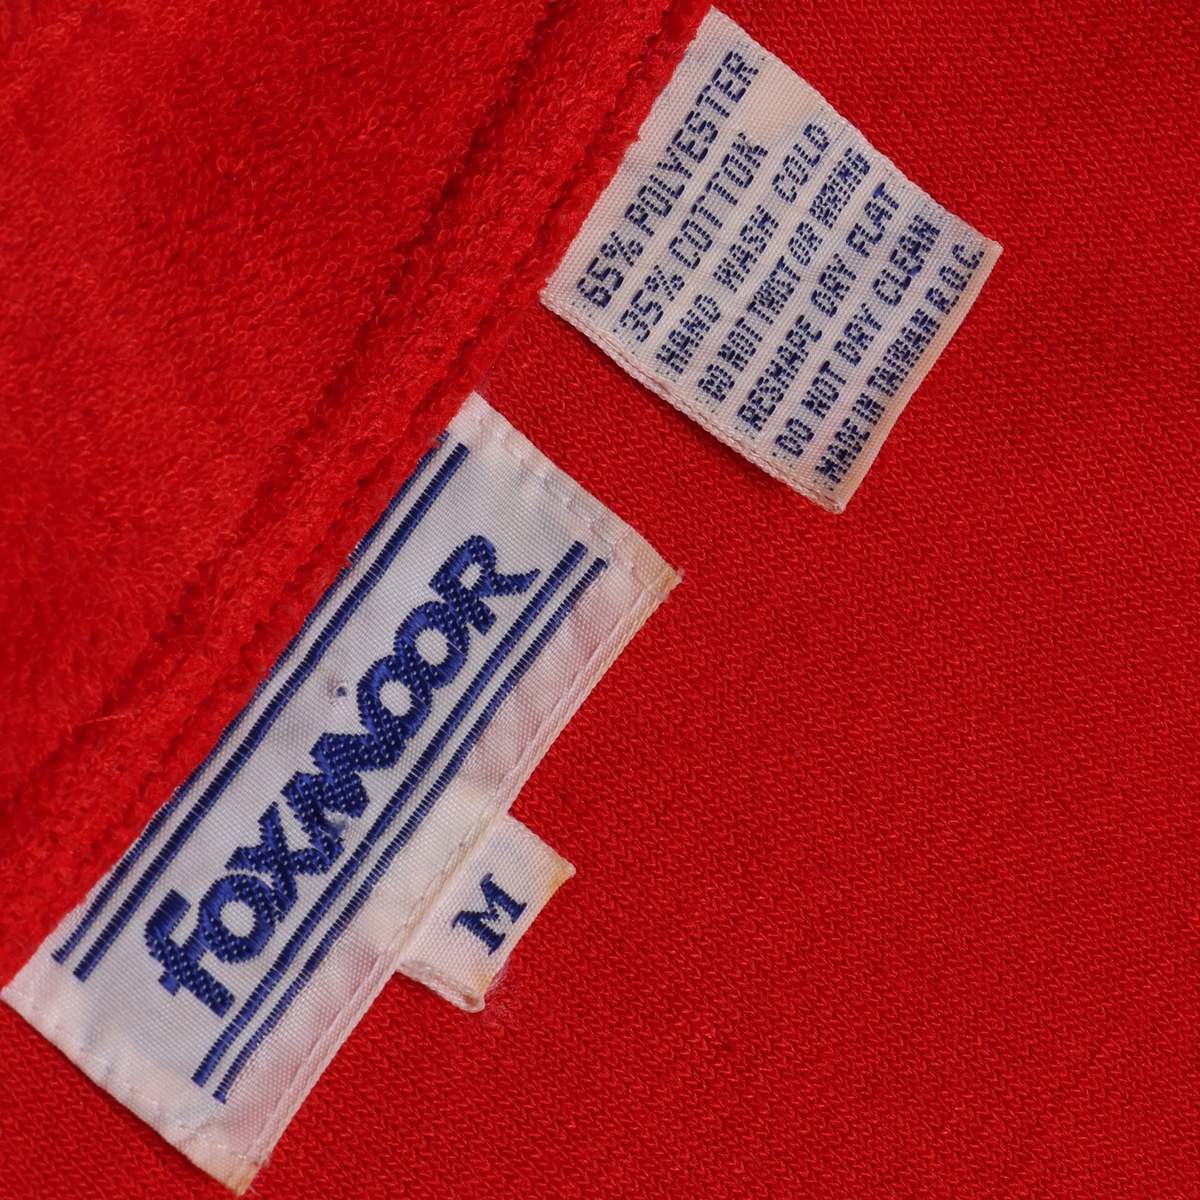 65% POLYESTER
35% COTTON
HAND WASH COLD
DO NOT TWIST OR WRING
RESHAPE DRY FLAT
DO NOT DRY CLEAN
MADE IN TAIWAN R.O.C.
FOXMOOR
M